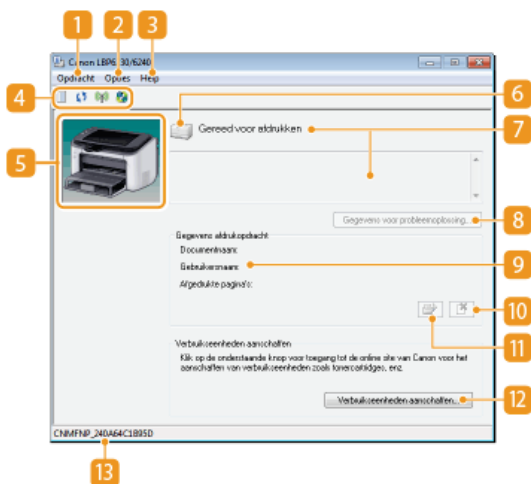 1
2
3
Canon LBP6230/6240
Opdracht Opties Help
4
5
6
Gereed voor afdrukken
7
Gegevens voor probleemoplossing...
8
Gegevens afdrukopdracht
Documentnaam:
Gebruikersnaam:
9
Afgedrukte pagina's:
10
11
Verbruikseenheden aanschaffen
Klik op de onderstaande knop voor toegang tot de online site van Canon voor het
aanschaffen van verbruikseenheden zoals tonercartridges, enz.
Verbruikseenheden aanschaffen...
12
CNMFNP_240A64C1B95D
13